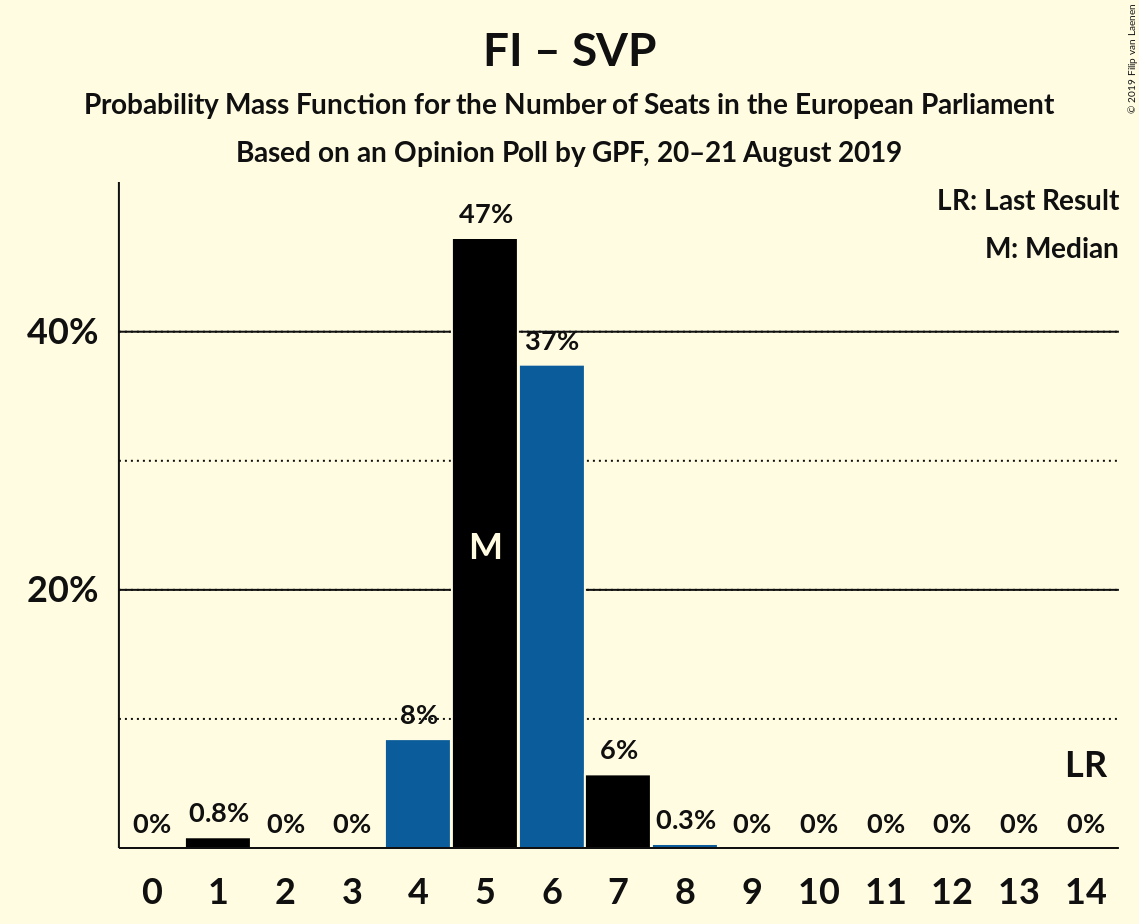 FI – SVP
Probability Mass Function for the Number of Seats in the European Parliament
Based on an Opinion Poll by GPF, 20–21 August 2019
© 2019 Filip van Laenen
LR: Last Result
M: Median
40%
20%
0%
0.8%
0%
0%
8%
47%
37%
6%
0.3%
0%
0%
0%
0%
0%
0%
M
LR
0 1 2 3 4 5 6 7 8 9 10 11 12 13 14